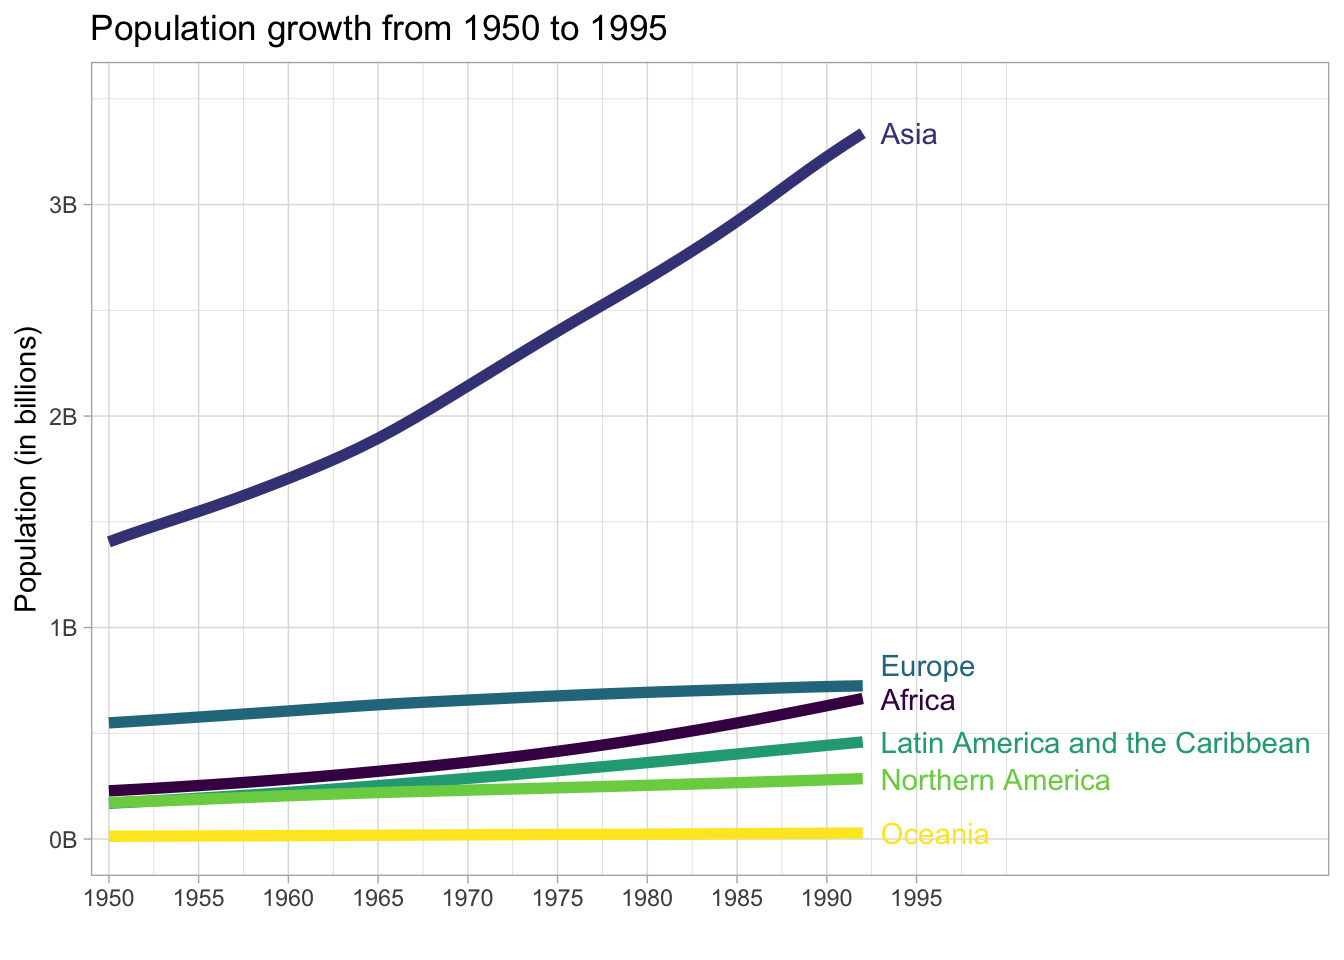 Population growth from 1950 to 1995
Population (in billions)
3B
2B
1B
0B
Asia
Europe
Africa
Latin America and the Caribbean
Northern America
Oceania
1950 1955 1960 1965 1970 1975 1980 1985 1990 1995